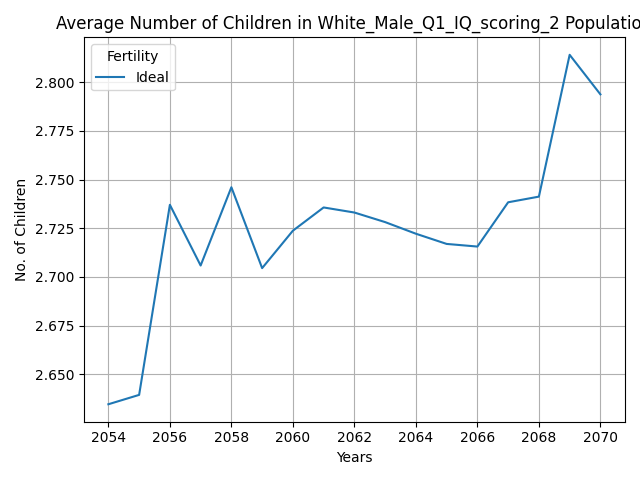 Average Number of Children in White_Male_Q1_IQ_scoring_2 Populatio
Fertility
Ideal
2.800
2.775
2.750
2.725
2.700
2.675
2.650
No. of Children
2054 2056 2058 2060 2062 2064 2066 2068 2070
Years